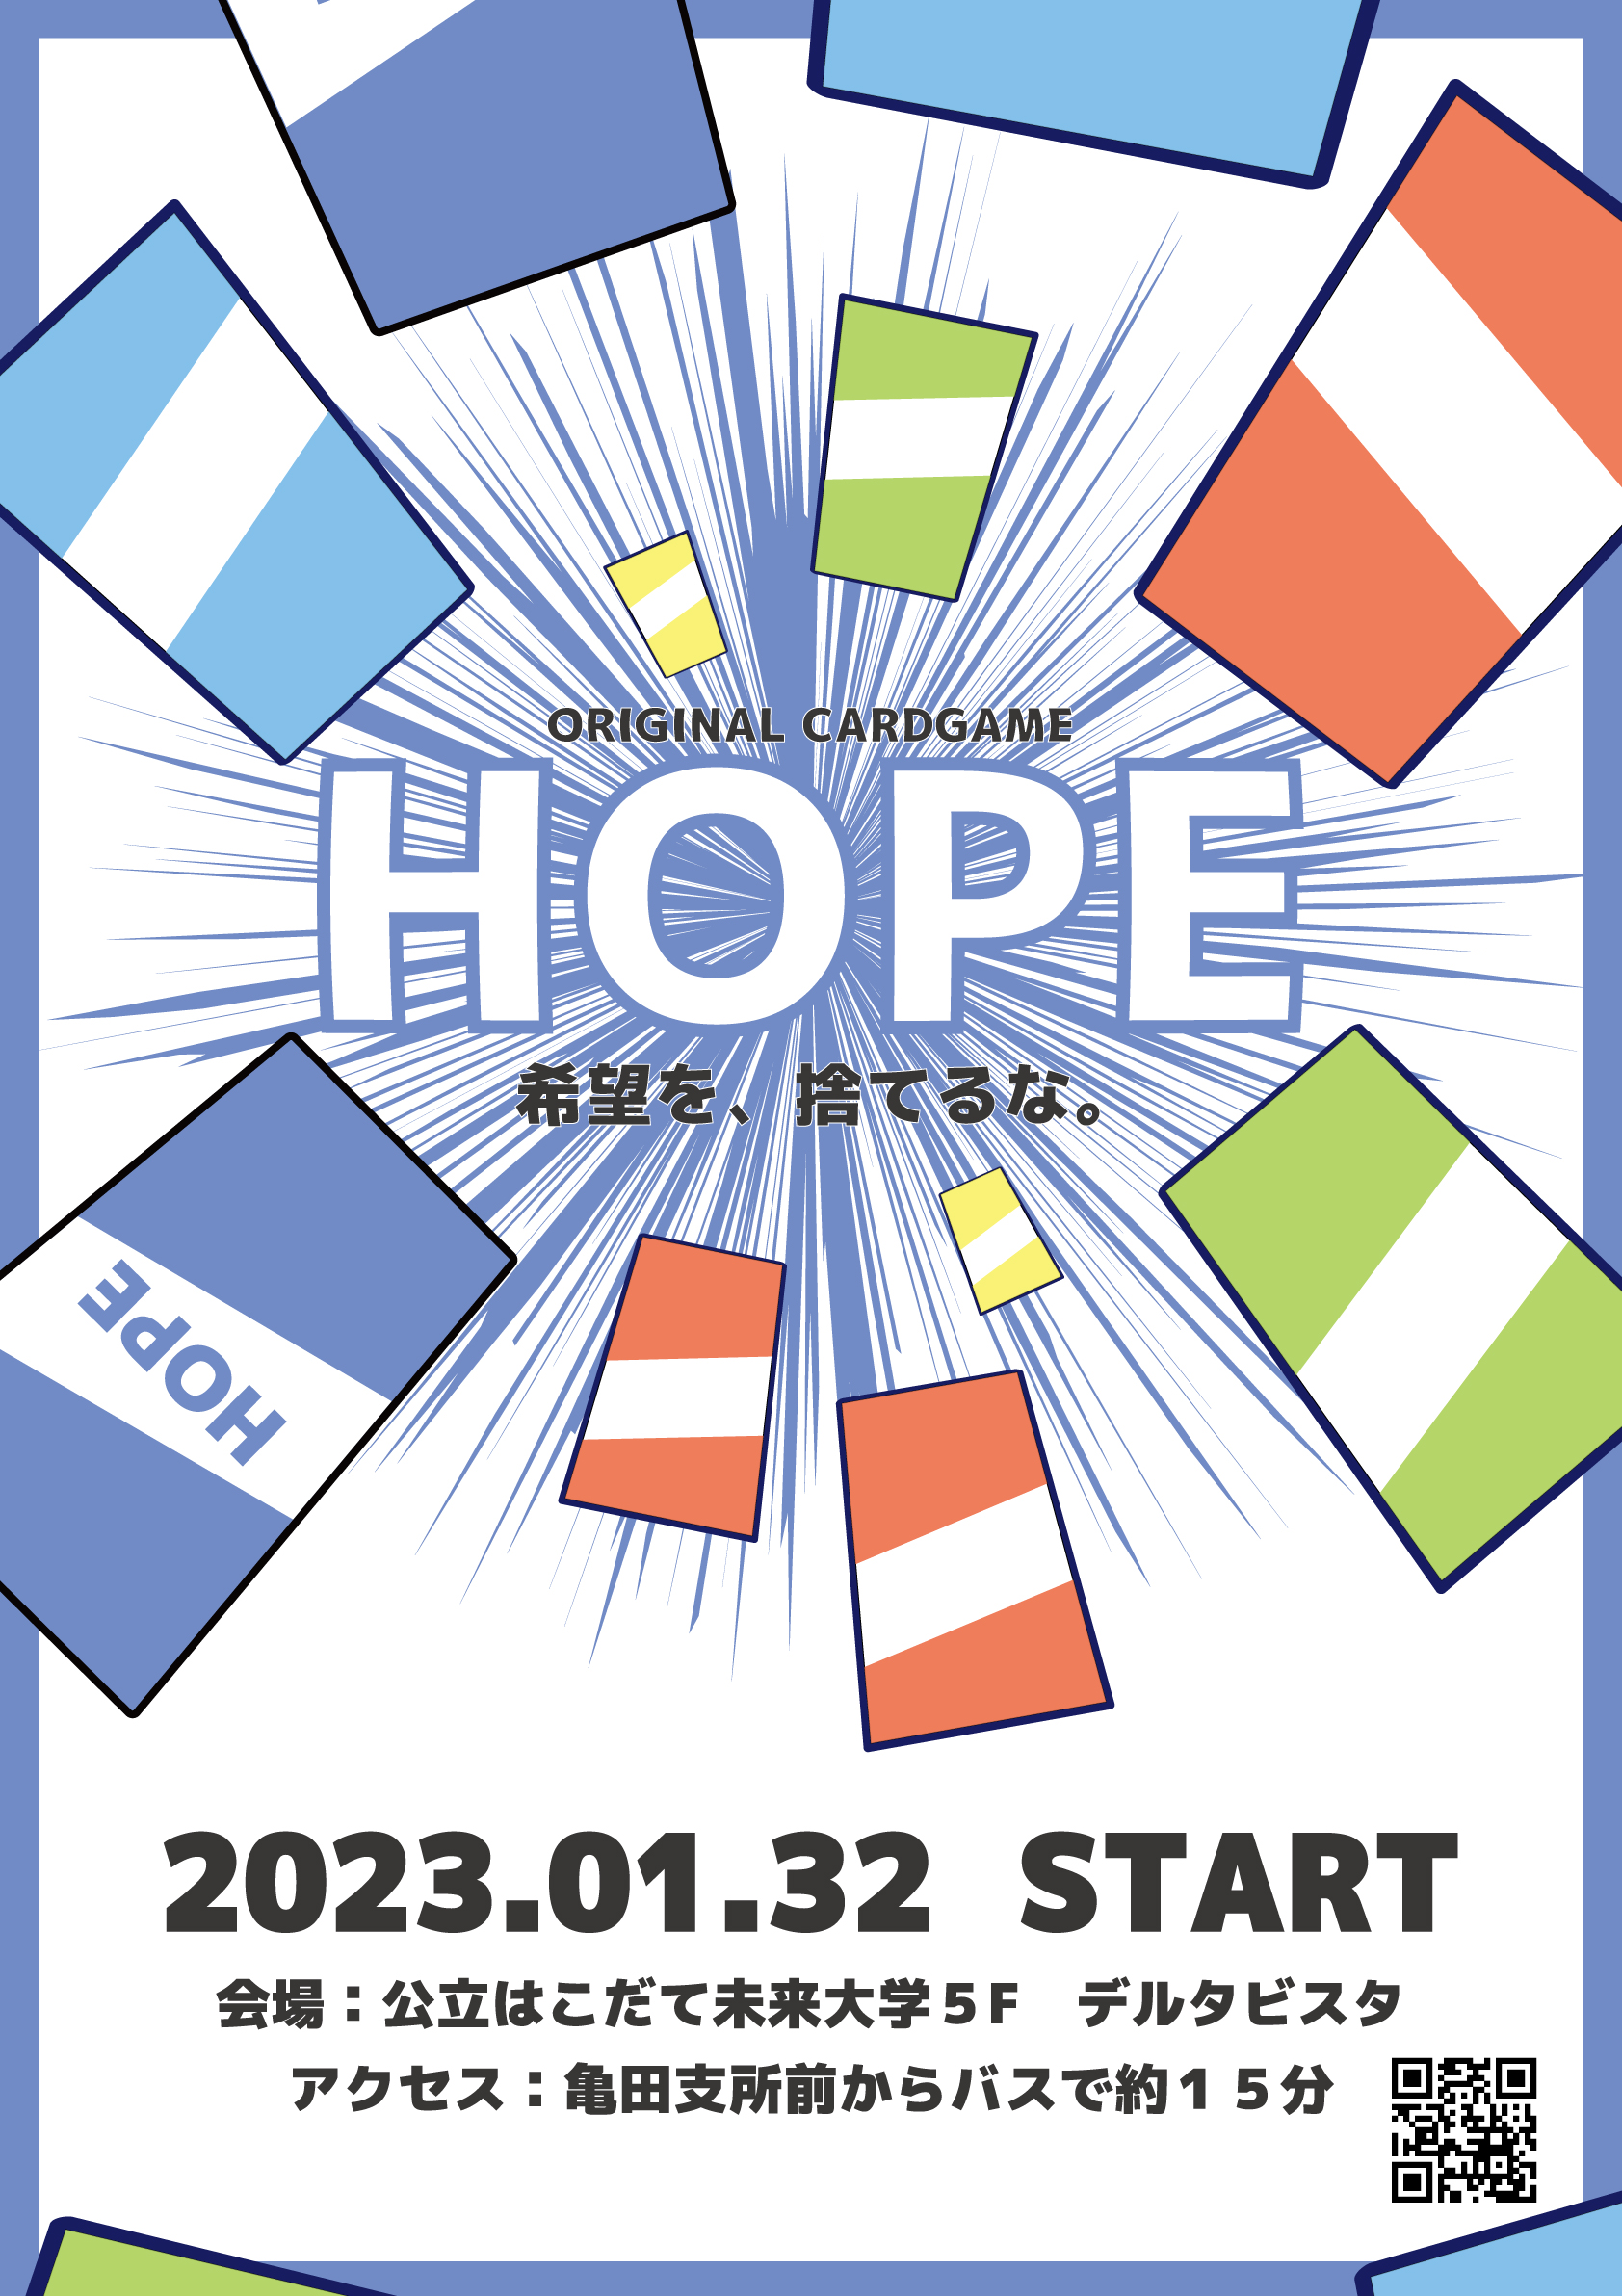 ORIGINAL CARDGAME
HOPE
希望を、捨てるな。
HOPE
2023.01.32 START
会場：公立はこだて未来大学５F　デルタビスタ
アクセス：亀田支所前からバスで約１５分